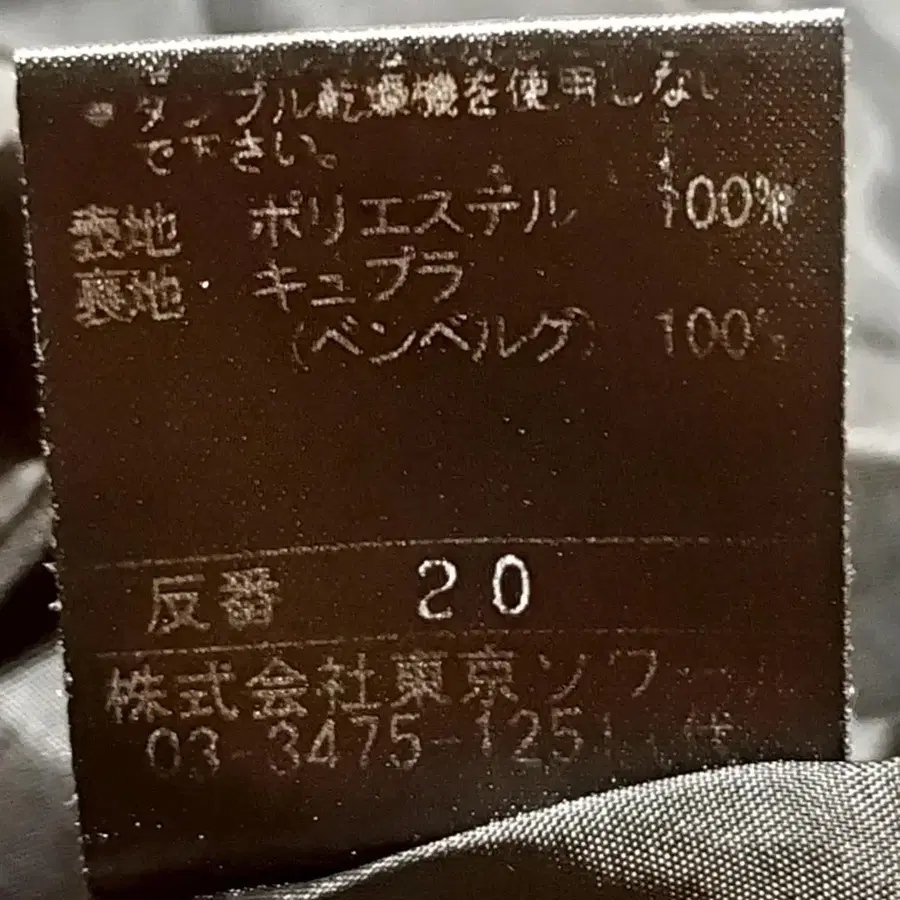 タンブル乾燥機を使用しない
で下さい。
表地 ポリエステル 100%
裏地 キュプラ
(ベンベルグ) 100%
反番 20
株式会社東京ソワール
03-3475-1251